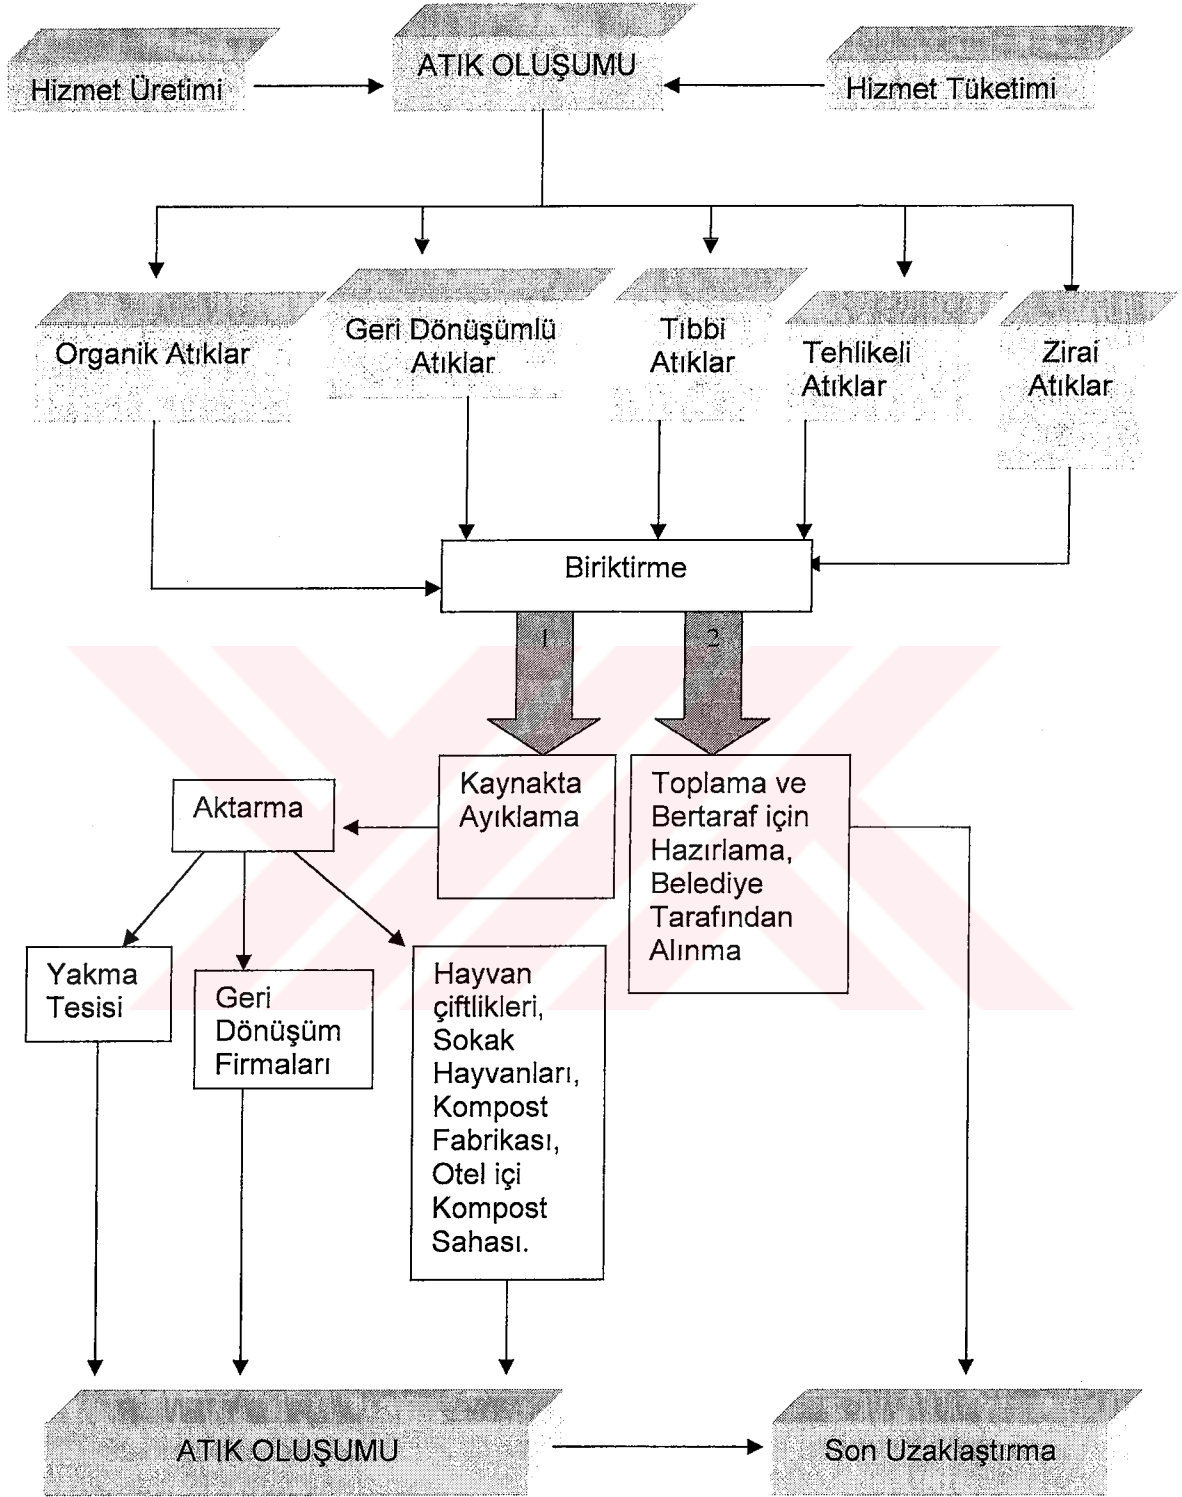 Hizmet Üretimi
ATIK OLUŞUMU
Hizmet Tüketimi
Organik Atıklar
Geri Dönüşümlü
Atıklar
Tıbbi
Atıklar
Tehlikeli
Atıklar
Zirai
Atıklar
Biriktirme
1
2
Kaynakta
Ayıklama
Toplama ve
Bertaraf için
Hazırlama,
Belediye
Tarafından
Alınma
Aktarma
Yakma
Tesisi
Geri
Dönüşüm
Firmaları
Hayvan
çiftlikleri,
Sokak
Hayvanları,
Kompost
Fabrikası,
Otel içi
Kompost
Sahası.
ATIK OLUŞUMU
Son Uzaklaştırma